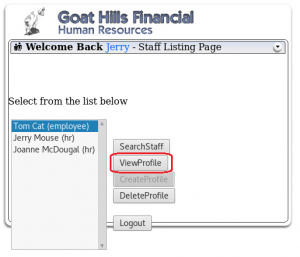 Goat Hills Financial
Human Resources
Welcome Back Jerry - Staff Listing Page
Select from the list below
Tom Cat (employee)
Jerry Mouse (hr)
Joanne McDougal (hr)
SearchStaff
ViewProfile
CreateProfile
DeleteProfile
Logout